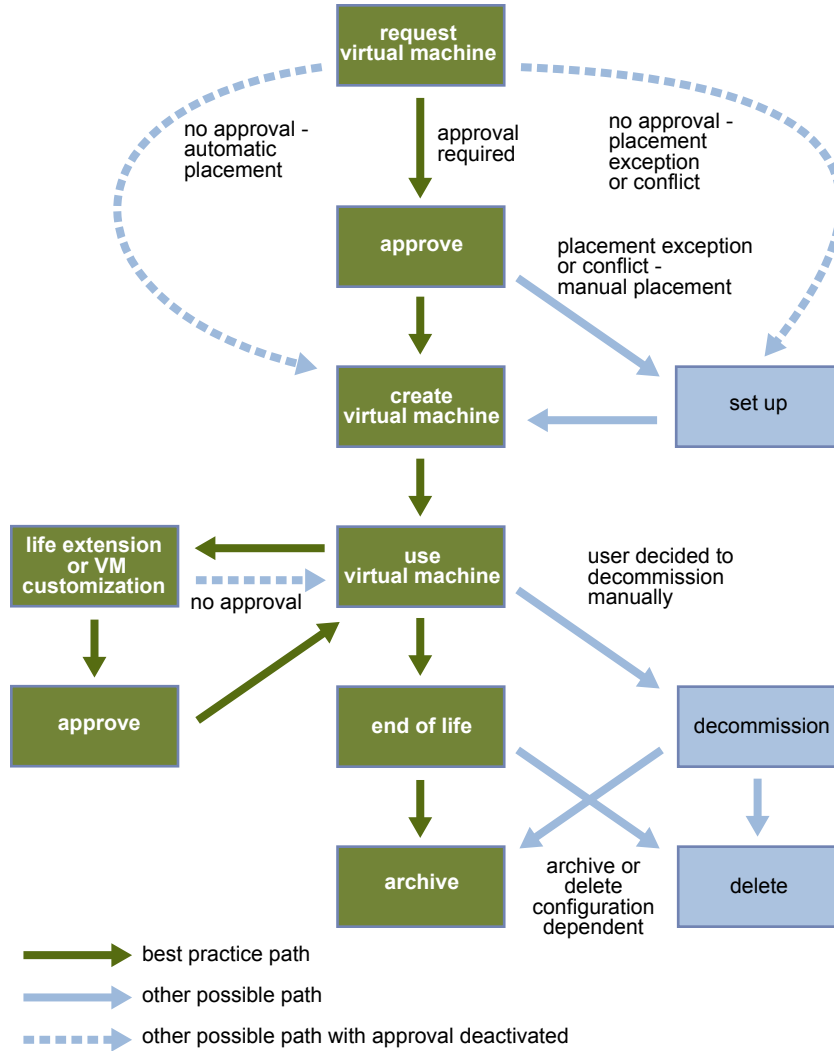 request
virtual machine
no approval -
automatic
placement
approval
required
no approval -
placement
exception
or conflict
approve
placement exception
or conflict -
manual placement
create
virtual machine
set up
life extension
or VM
customization
use
virtual machine
no approval
user decided to
decommission
manually
approve
end of life
decommission
archive
archive or
delete
configuration
dependent
delete
best practice path
other possible path
other possible path with approval deactivated